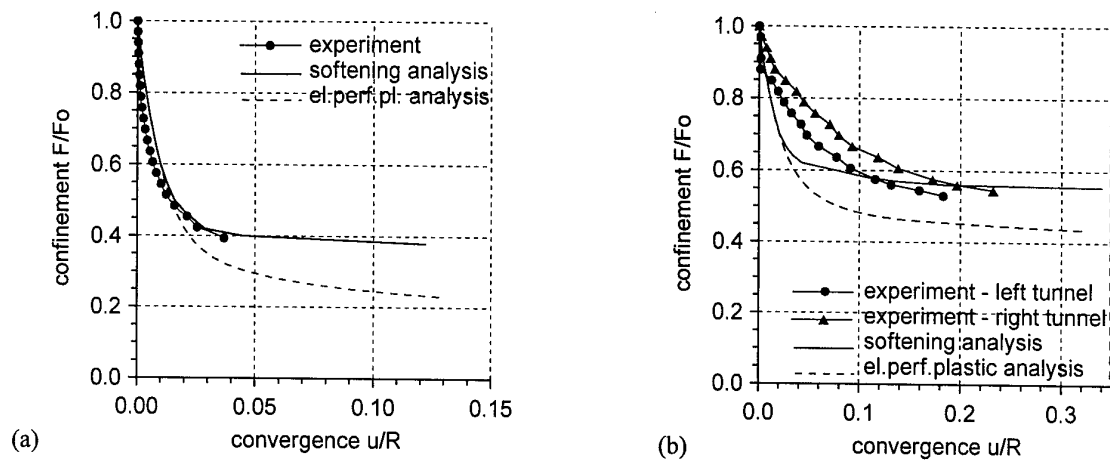 1.0
0.8
0.6
0.4
0.2
0.0
confinement F/Fo
experiment
softening analysis
el.perf.pl. analysis
0.00
0.05
0.10
0.15
convergence u/R
(a)
1.0
0.8
0.6
0.4
0.2
0.0
confinement F/Fo
experiment - left tunnel
experiment - right tunnel
softening analysis
el.perf.plastic analysis
0.0
0.1
0.2
0.3
convergence u/R
(b)